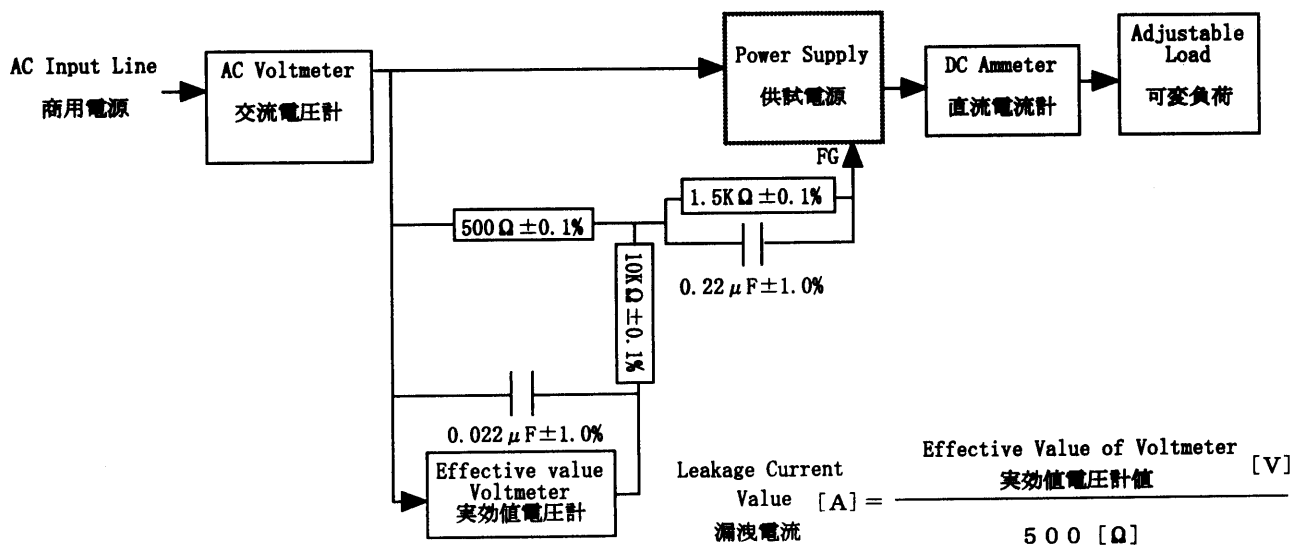 AC Input Line
商用電源
AC Voltmeter
交流電圧計
Power Supply
供試電源
FG
DC Ammeter
直流電流計
Adjustable
Load
可変負荷
1.5KΩ±0.1%
500Ω±0.1%
0.22μF±1.0%
10KΩ±0.1%
0.022μF±1.0%
Effective value
Voltmeter
実効値電圧計
Leakage Current
Value [A]=
漏洩電流
Effective Value of Voltmeter [V]
実効値電圧計値
500 [Ω]